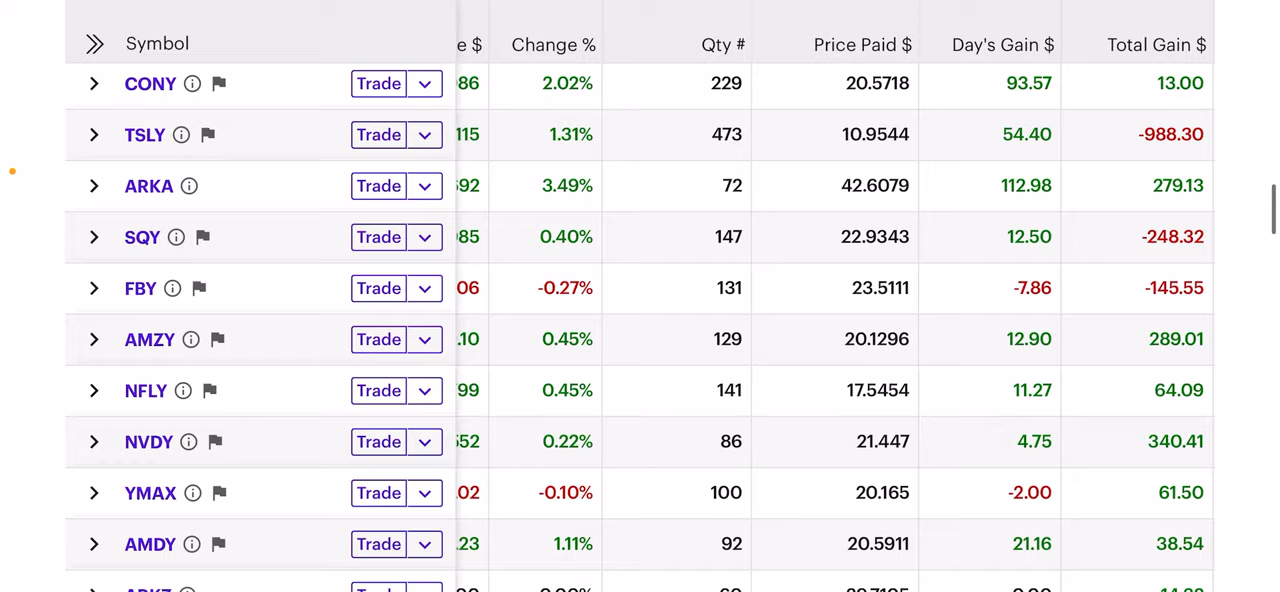 Symbol e $ Change % Qty # Price Paid $ Day's Gain $ Total Gain $
CONY Trade 86 2.02% 229 20.5718 93.57 13.00
TSLY Trade 115 1.31% 473 10.9544 54.40 -988.30
ARKA Trade 92 3.49% 72 42.6079 112.98 279.13
SQY Trade 85 0.40% 147 22.9343 12.50 -248.32
FBY Trade 06 -0.27% 131 23.5111 -7.86 -145.55
AMZY Trade .10 0.45% 129 20.1296 12.90 289.01
NFLY Trade 99 0.45% 141 17.5454 11.27 64.09
NVDY Trade 52 0.22% 86 21.447 4.75 340.41
YMAX Trade .02 -0.10% 100 20.165 -2.00 61.50
AMDY Trade .23 1.11% 92 20.5911 21.16 38.54